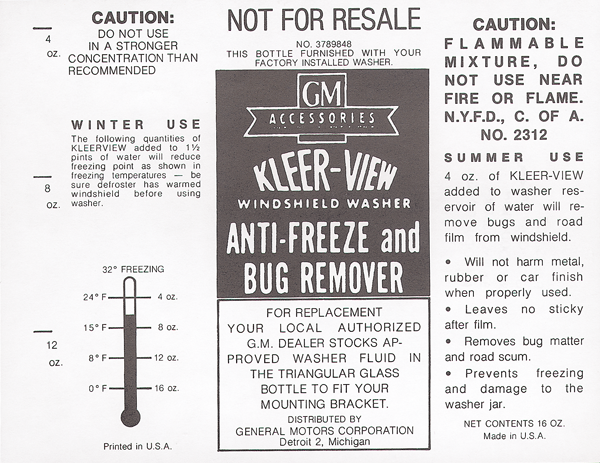 4
oz.
8
oz.
12
oz.
CAUTION:
DO NOT USE
IN A STRONGER
CONCENTRATION THAN
RECOMMENDED
WINTER USE
The following quantities of
KLEERVIEW added to 1½
pints of water will reduce
freezing point as shown in
freezing temperatures — be
sure defroster has warmed
windshield before using
washer.
32° FREEZING
24° F 4 oz.
15° F 8 oz.
8° F 12 oz.
0° F 16 oz.
Printed in U.S.A.
NOT FOR RESALE
NO. 3789848
THIS BOTTLE FURNISHED WITH YOUR
FACTORY INSTALLED WASHER.
GM
ACCESSORIES
KLEER-VIEW
WINDSHIELD WASHER
ANTI-FREEZE and
BUG REMOVER
FOR REPLACEMENT
YOUR LOCAL AUTHORIZED
G.M. DEALER STOCKS AP-
PROVED WASHER FLUID IN
THE TRIANGULAR GLASS
BOTTLE TO FIT YOUR
MOUNTING BRACKET.
DISTRIBUTED BY
GENERAL MOTORS CORPORATION
Detroit 2, Michigan
CAUTION:
FLAMMABLE
MIXTURE, DO
NOT USE NEAR
FIRE OR FLAME.
N.Y.F.D., C. OF A.
NO. 2312
SUMMER USE
4 oz. of KLEER-VIEW
added to washer res-
ervoir of water will re-
move bugs and road
film from windshield.
• Will not harm metal,
rubber or car finish
when properly used.
• Leaves no sticky
after film.
• Removes bug matter
and road scum.
• Prevents freezing
and damage to the
washer jar.
NET CONTENTS 16 OZ.
Made in U.S.A.